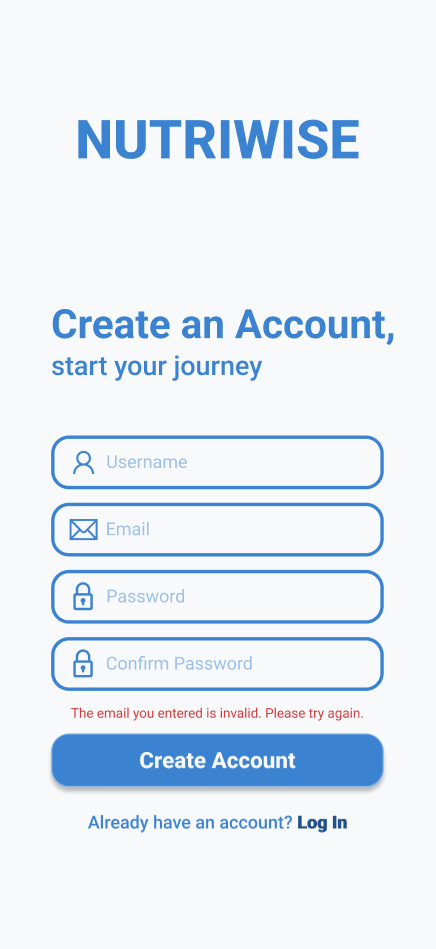 NUTRIWISE
Create an Account,
start your journey
Username
Email
Password
Confirm Password
The email you entered is invalid. Please try again.
Create Account
Already have an account? Log In